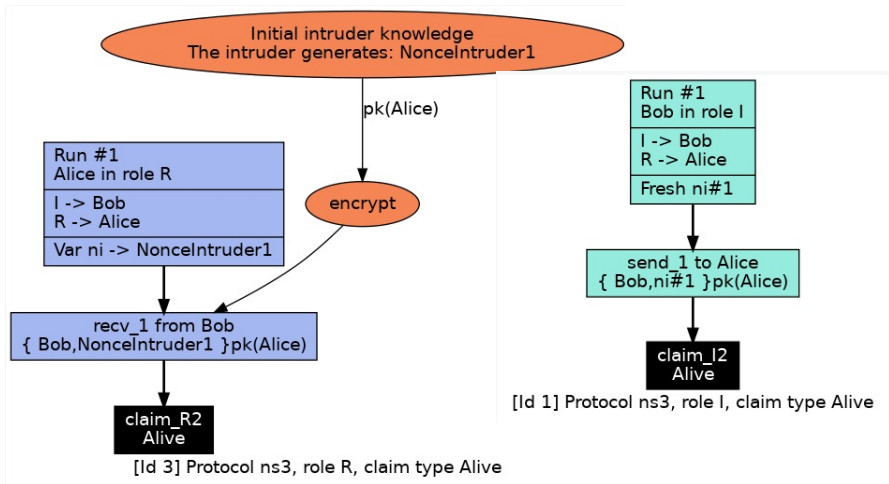 Initial intruder knowledge
The intruder generates: NonceIntruder1
pk(Alice)
encrypt
Run #1
Alice in role R
I -> Bob
R -> Alice
Var ni -> NonceIntruder1
recv_1 from Bob
{ Bob,NonceIntruder1 }pk(Alice)
claim_R2
Alive
[Id 3] Protocol ns3, role R, claim type Alive
Run #1
Bob in role I
I -> Bob
R -> Alice
Fresh ni#1
send_1 to Alice
{ Bob,ni#1 }pk(Alice)
claim_I2
Alive
[Id 1] Protocol ns3, role I, claim type Alive